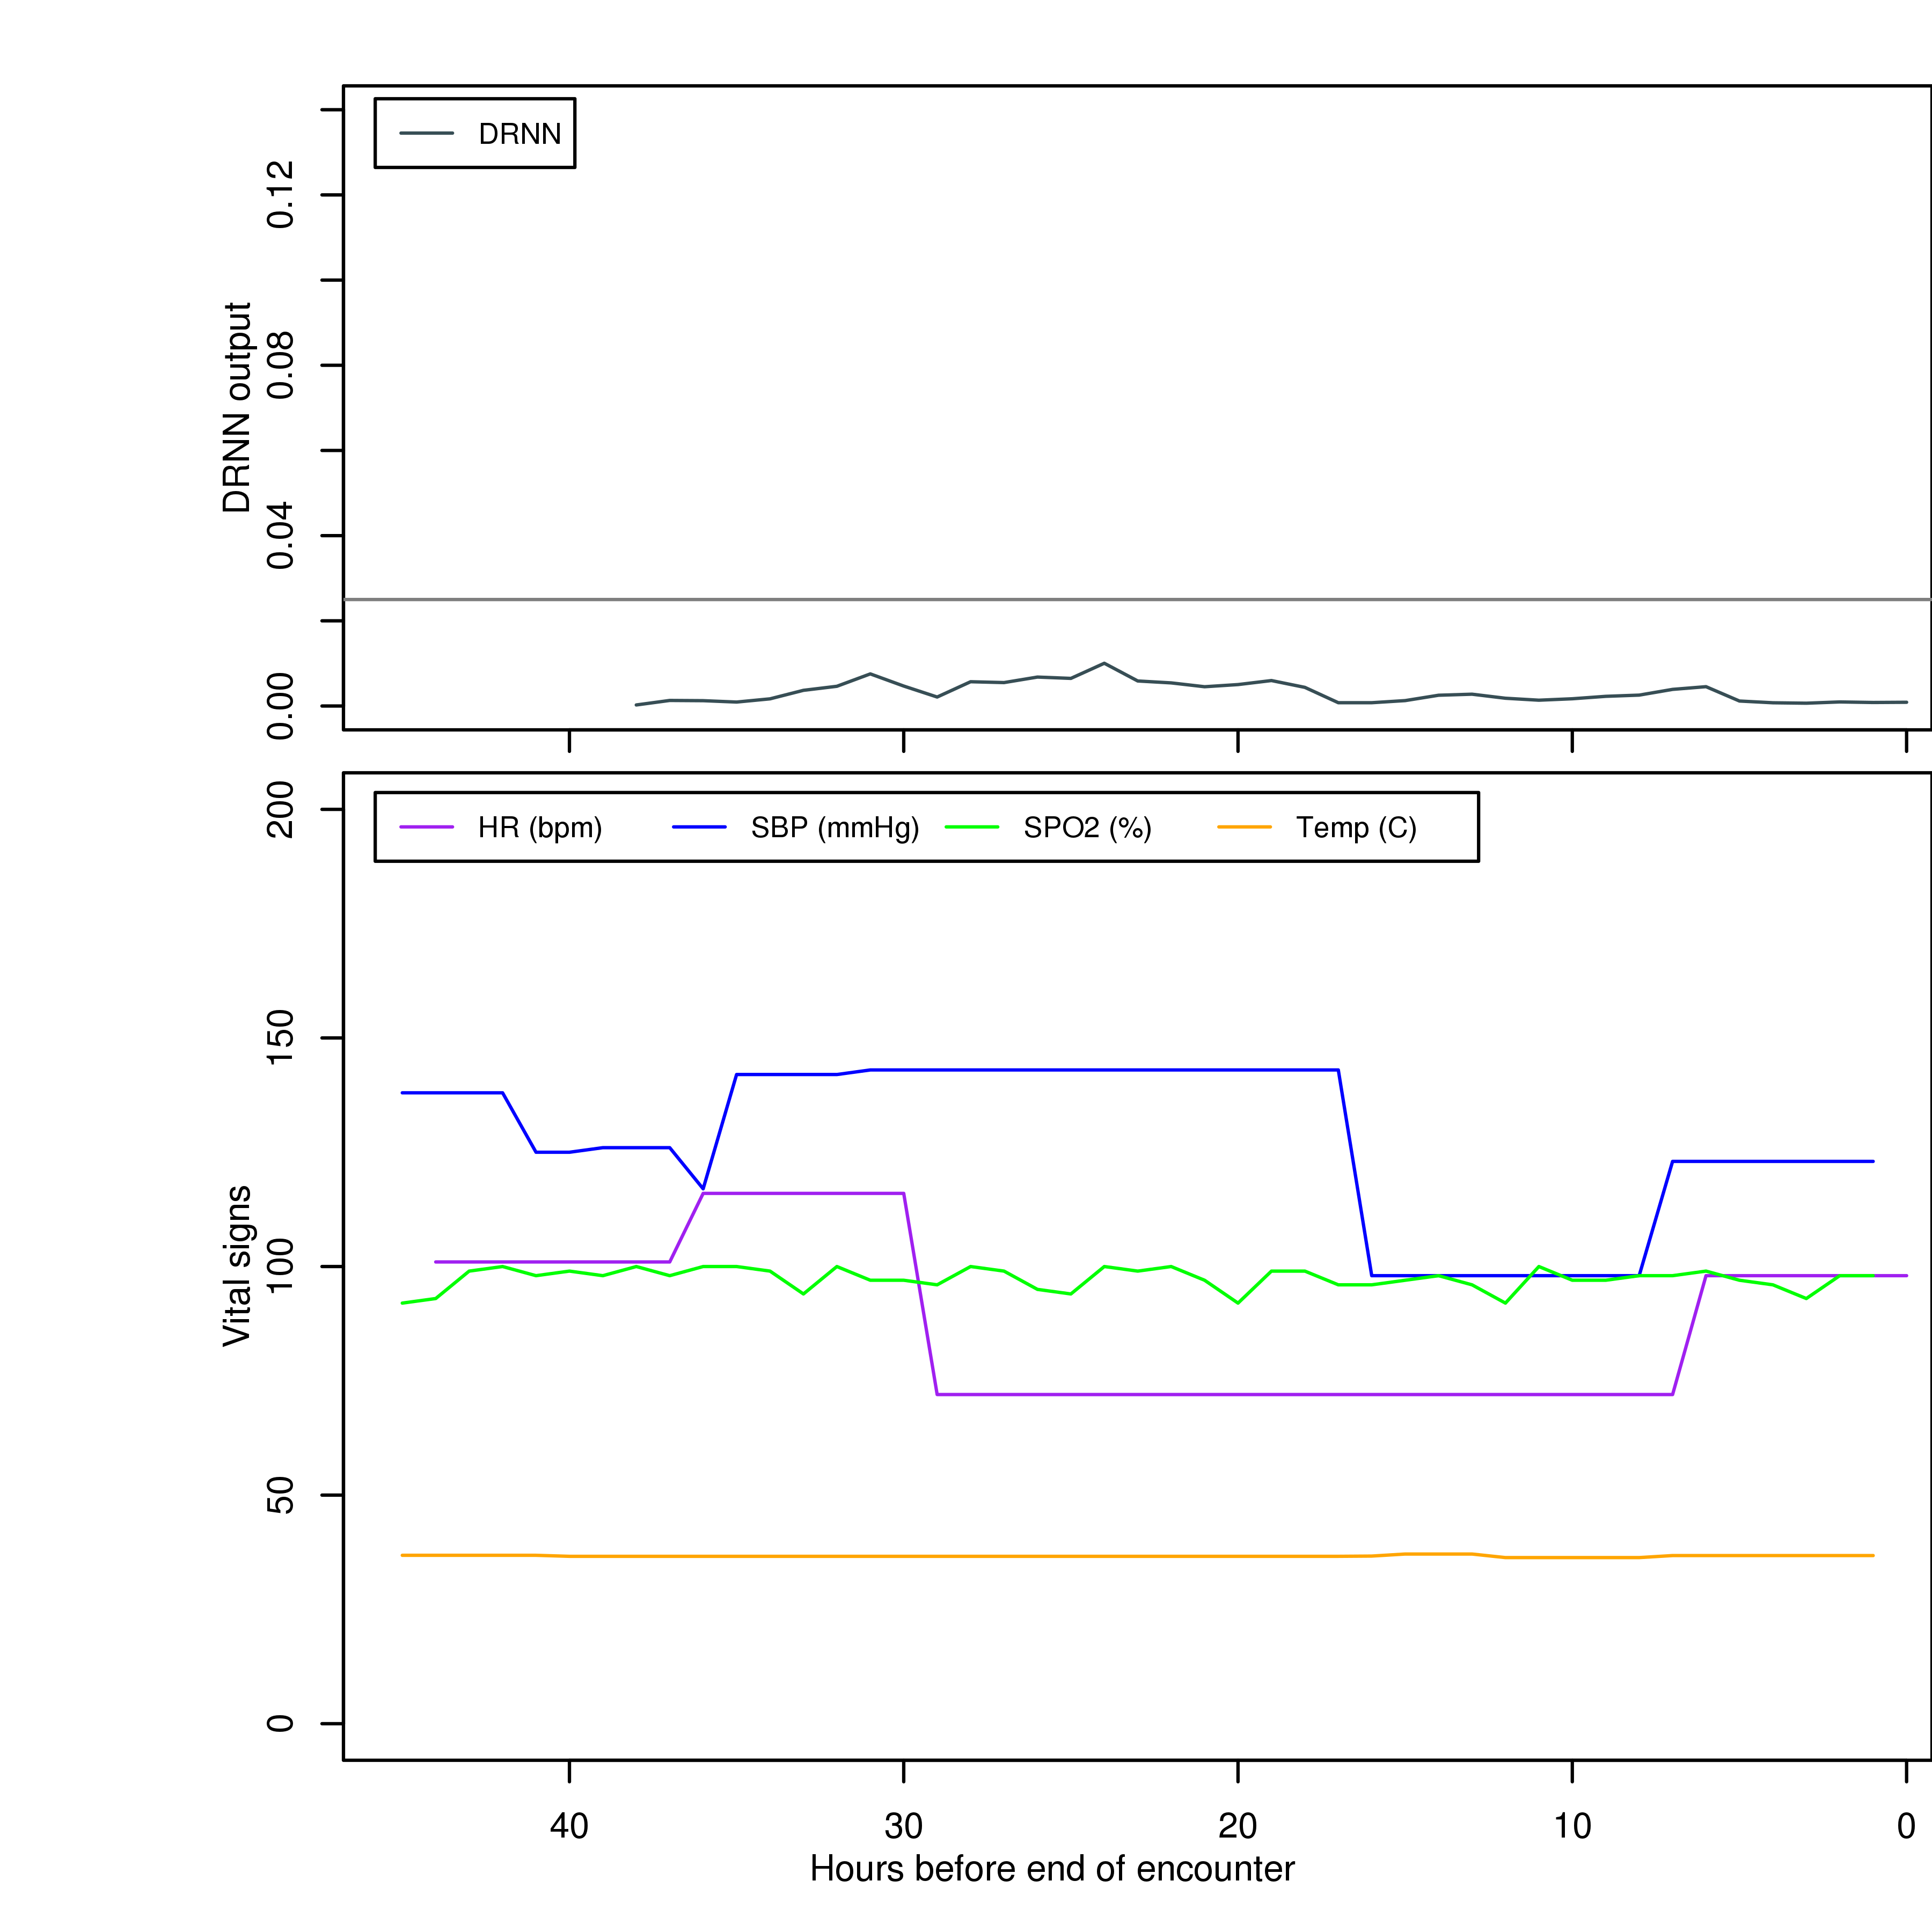 DRNN
0.12
0.08
0.04
0.00
DRNN output
HR (bpm) SBP (mmHg) SPO2 (%) Temp (C)
200
150
100
50
0
Vital signs
40 30 20 10 0
Hours before end of encounter